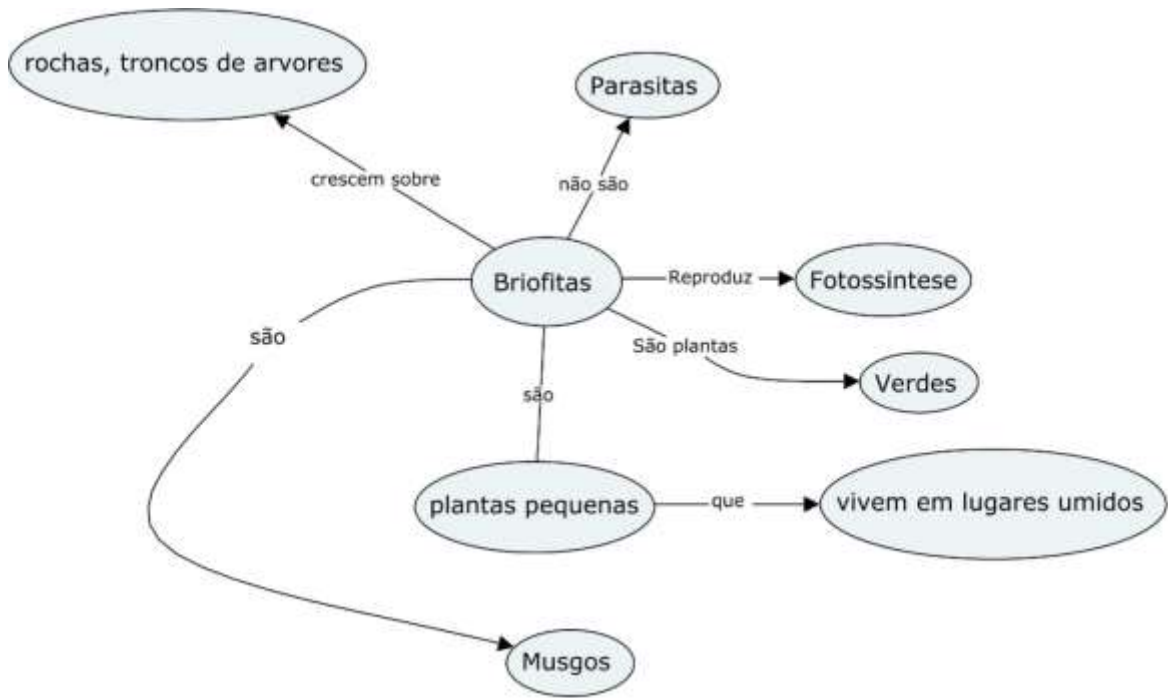 rochas, troncos de arvores
Parasitas
crescem sobre
não são
Briofitas
Reproduz
Fotossintese
são
São plantas
Verdes
são
plantas pequenas
que
vivem em lugares umidos
Musgos